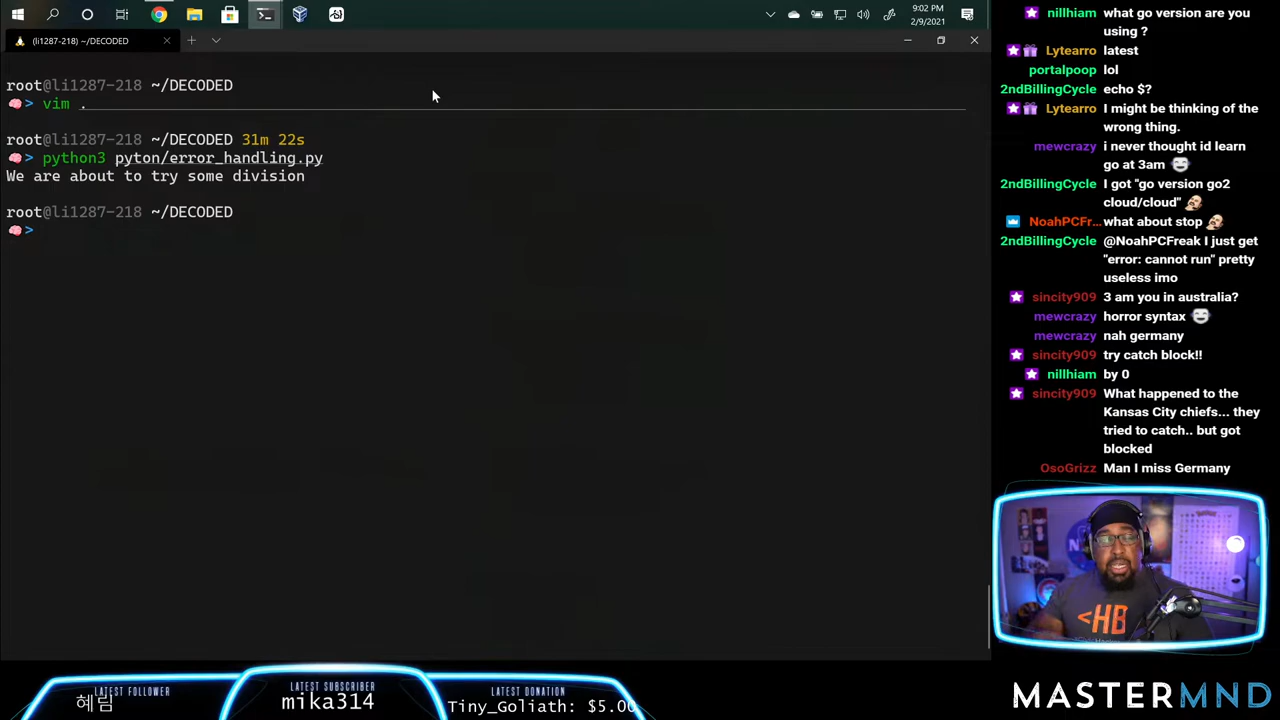 9:02 PM
2/9/2021
(li1287-218) ~/DECODED
root@li1287-218 ~/DECODED
> vim .
root@li1287-218 ~/DECODED 31m 22s
> python3 pyton/error_handling.py
We are about to try some division
root@li1287-218 ~/DECODED
>
nillhiam what go version are you
using ?
Lytearro latest
portalpoop lol
2ndBillingCycle echo $?
Lytearro I might be thinking of the
wrong thing.
mewcrazy i never thought id learn
go at 3am
2ndBillingCycle I got "go version go2
cloud/cloud"
NoahPCFr... what about stop
2ndBillingCycle @NoahPCFreak I just get
"error: cannot run" pretty
useless imo
sincity909 3 am you in australia?
mewcrazy horror syntax
mewcrazy nah germany
sincity909 try catch block!!
nillhiam by 0
sincity909 What happened to the
Kansas City chiefs... they
tried to catch.. but got
blocked
OsoGrizz Man I miss Germany
<HB
LATEST FOLLOWER
혜림
LATEST SUBSCRIBER
mika314
LATEST DONATION
Tiny_Goliath: $5.00
MASTERMND